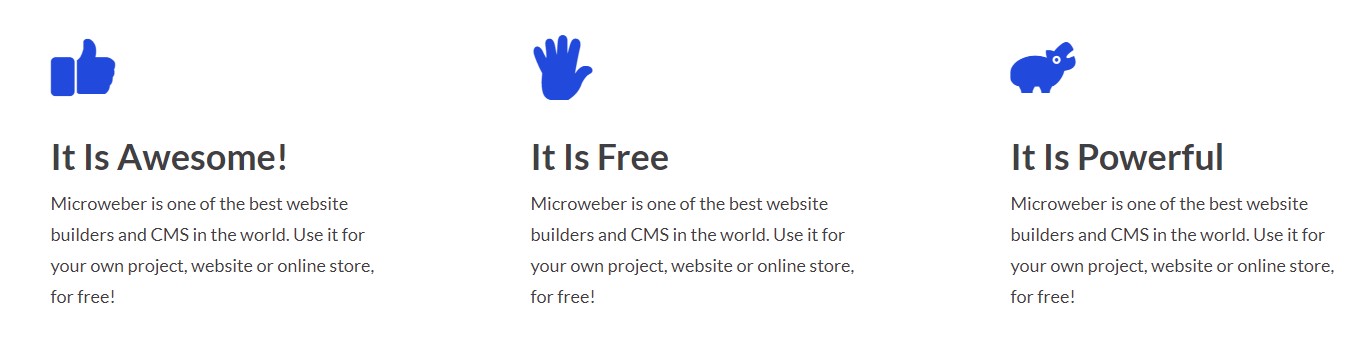 It Is Awesome!
Microweber is one of the best website
builders and CMS in the world. Use it for
your own project, website or online store,
for free!
It Is Free
Microweber is one of the best website
builders and CMS in the world. Use it for
your own project, website or online store,
for free!
It Is Powerful
Microweber is one of the best website
builders and CMS in the world. Use it for
your own project, website or online store,
for free!